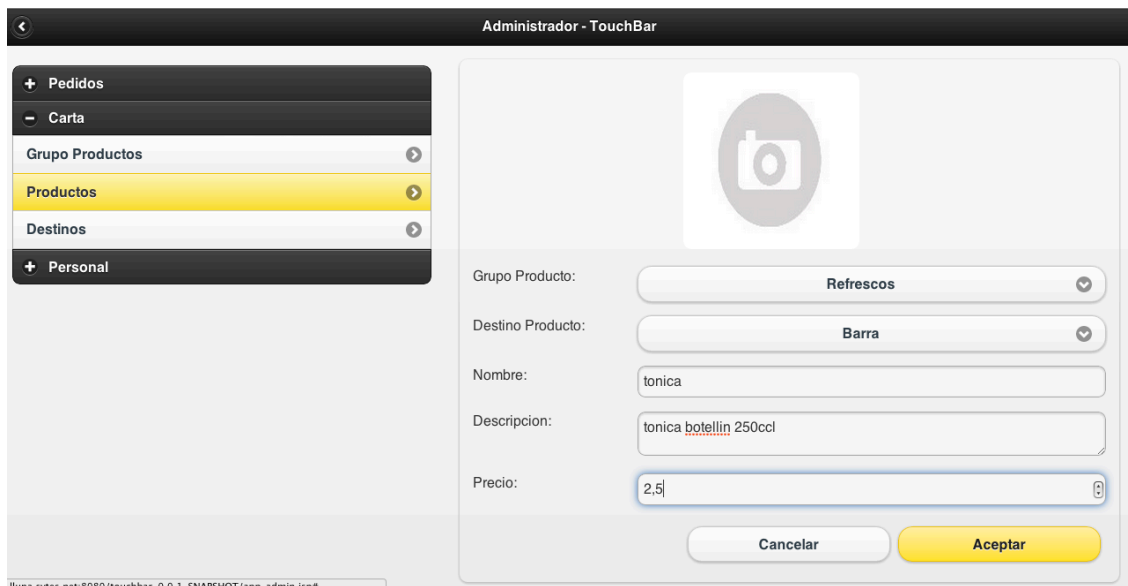 Administrador - TouchBar
Pedidos
Carta
Grupo Productos
Productos
Destinos
Personal
Grupo Producto:
Refrescos
Destino Producto:
Barra
Nombre:
tonica
Descripcion:
tonica botellin 250ccl
Precio:
2,5
Cancelar
Aceptar